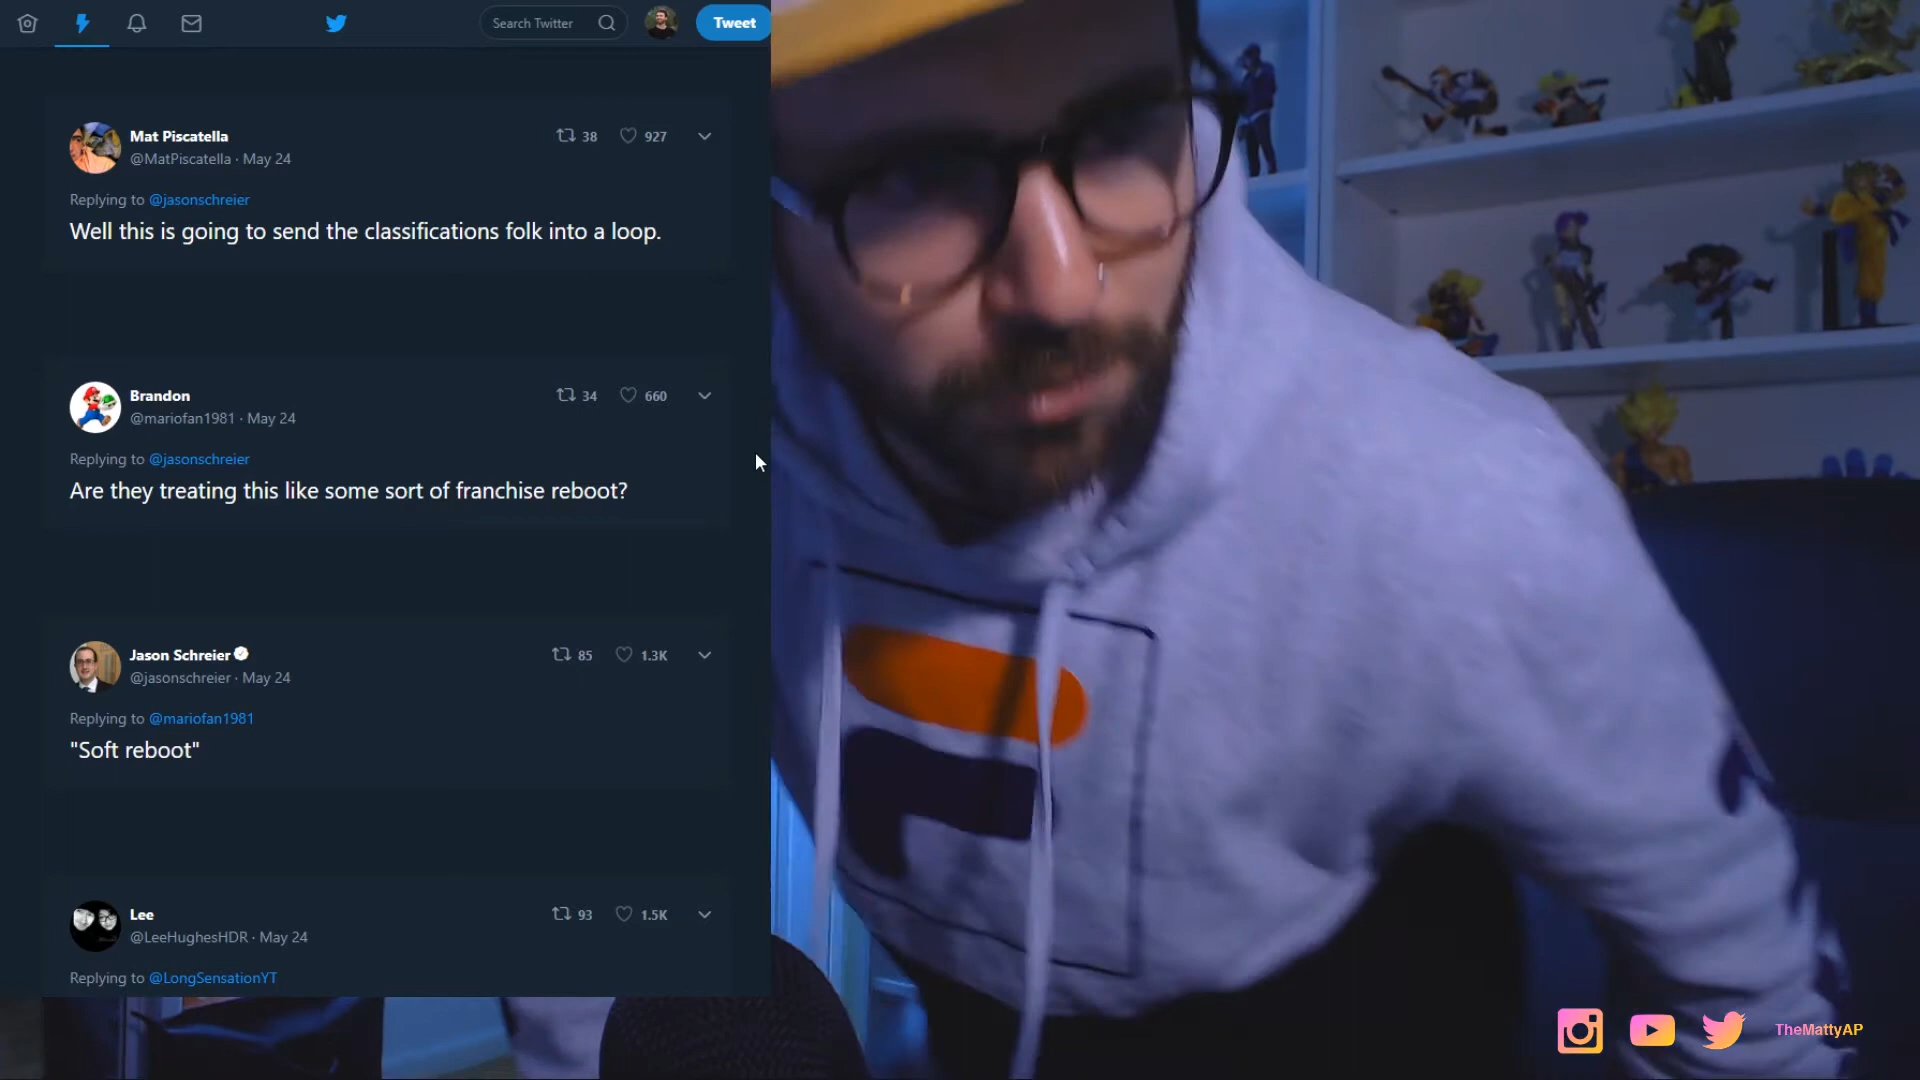 Search Twitter
Tweet
Mat Piscatella
38
927
@MatPiscatella · May 24
Replying to @jasonschreier
Well this is going to send the classifications folk into a loop.
Brandon
34
660
@mariofan1981 · May 24
Replying to @jasonschreier
Are they treating this like some sort of franchise reboot?
Jason Schreier
85
1.3K
@jasonschreier · May 24
Replying to @mariofan1981
"Soft reboot"
Lee
93
1.5K
@LeeHughesHDR · May 24
Replying to @LongSensationYT
TheMattyAP